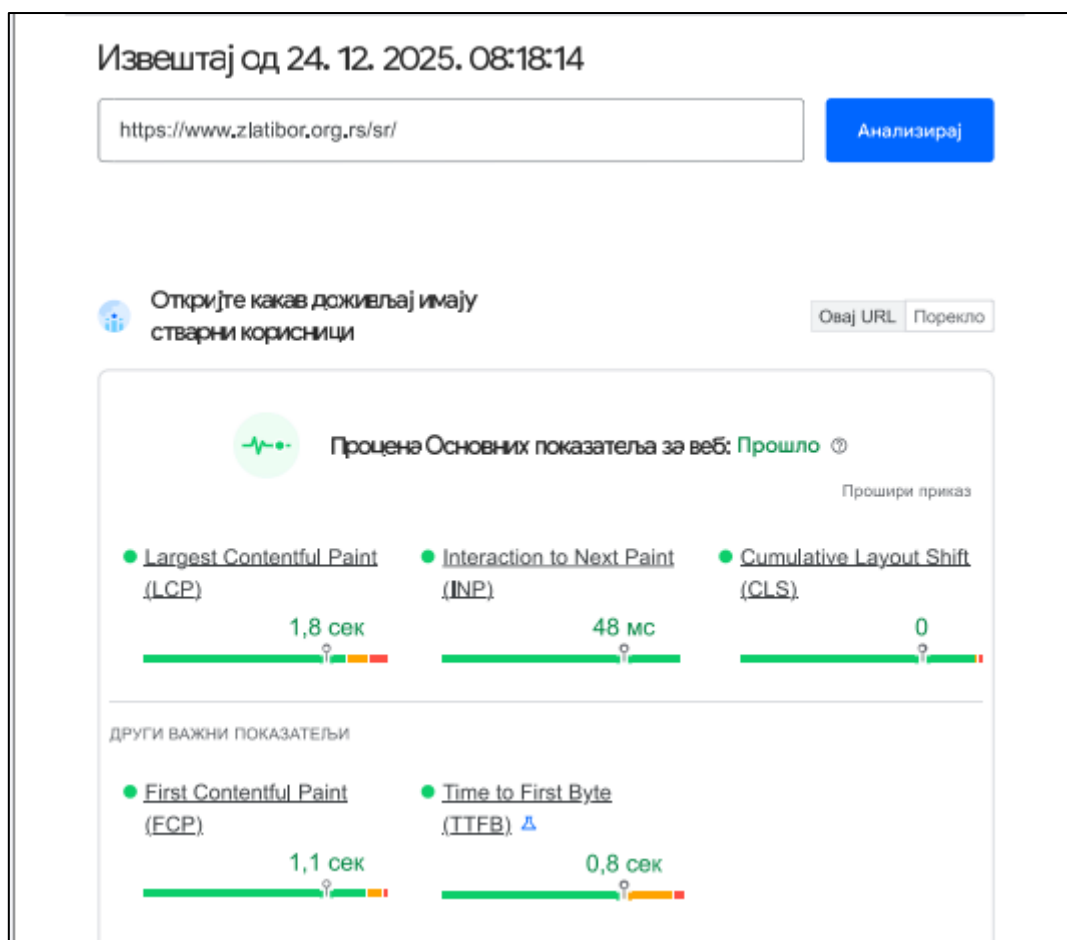 Извештај од 24. 12. 2025. 08:18:14
https://www.zlatibor.org.rs/sr/
Анализирај
Откријте какав доживљај имају
стварни корисници
Овај URL Порекло
Процена Основних показатеља за веб: Прошло
Прошири приказ
Largest Contentful Paint
(LCP)
1,8 сек
Interaction to Next Paint
(INP)
48 мс
Cumulative Layout Shift
(CLS)
0
ДРУГИ ВАЖНИ ПОКАЗАТЕЉИ
First Contentful Paint
(FCP)
1,1 сек
Time to First Byte
(TTFB)
0,8 сек